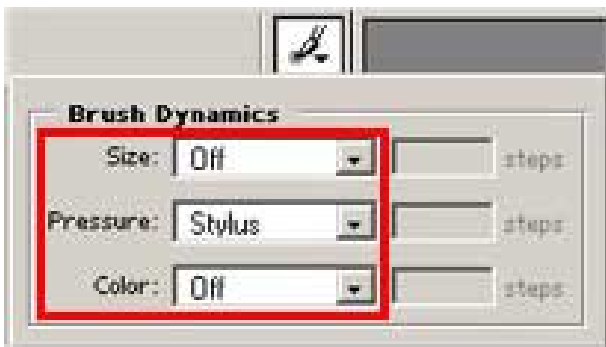 Brush Dynamics
Size: Off steps
Pressure: Stylus steps
Color: Off steps